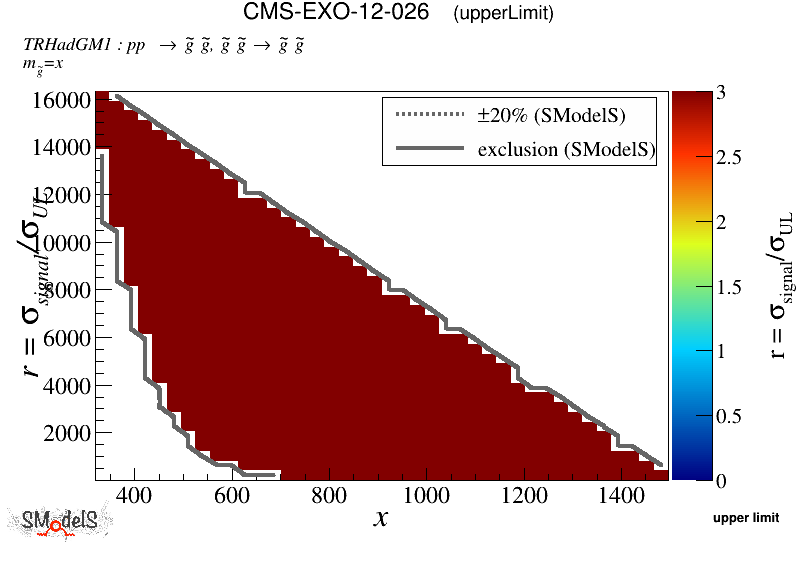 CMS-EXO-12-026 (upperLimit)
TRHadGM1 : pp → g̃ g̃, g̃ g̃ → g̃ g̃
m_g̃=x
±20% (SModelS)
exclusion (SModelS)
16000
14000
12000
10000
8000
6000
4000
2000
r = σ_signal/σ_UL
400 600 800 1000 1200 1400
x
3
2.5
2
1.5
1
0.5
0
r = σ_signal/σ_UL
SModelS
upper limit